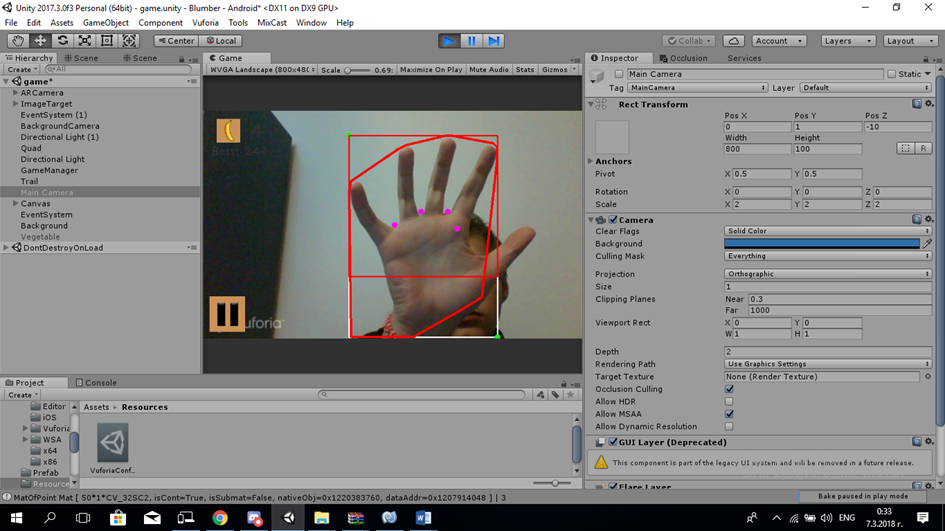 Unity 2017.3.0f3 Personal (64bit) - game.unity - Blumber - Android* <DX11 on DX9 GPU>
File Edit Assets GameObject Component Vuforia Tools MixCast Window Help
Center Local Collab Account Layers Layout
Hierarchy Scene Scene Game Inspector Occlusion Services
Create All WVGA Landscape (800x480 Scale 0.69 Maximize On Play Mute Audio Stats Gizmos Main Camera Static
game*
Tag MainCamera Layer Default
ARCamera
ImageTarget
EventSystem (1)
BackgroundCamera
Directional Light (1)
Quad
Directional Light
GameManager
Trail
Main Camera
Canvas
EventSystem
Background
Vegetable
DontDestroyOnLoad
4
vuforia
Rect Transform
Pos X Pos Y Pos Z
0 1 -10
Width Height
800 100 R
Anchors
Pivot X 0.5 Y 0.5
Rotation X 0 Y 0 Z 0
Scale X 2 Y 2 Z 2
Camera
Clear Flags Solid Color
Background
Culling Mask Everything
Projection Orthographic
Size 1
Clipping Planes Near 0.3
Far 1000
Viewport Rect X 0 Y 0
W 1 H 1
Depth 2
Rendering Path Use Graphics Settings
Target Texture None (Render Texture)
Occlusion Culling
Allow HDR
Allow MSAA
Allow Dynamic Resolution
GUI Layer (Deprecated)
This component is part of the legacy UI system and will be removed in a future release.
Flare Layer
Project Console
Create
Editor
iOS
Vuforia
WSA
x64
x86
Prefab
Resource
Assets Resources
VuforiaConf...
MatOfPoint Mat [ 50*1*CV_32SC2, isCont=True, isSubmat=False, nativeObj=0x1220383760, dataAddr=0x1207914048 ] | 3
Bake paused in play mode
ENG 0:33
7.3.2018 г.